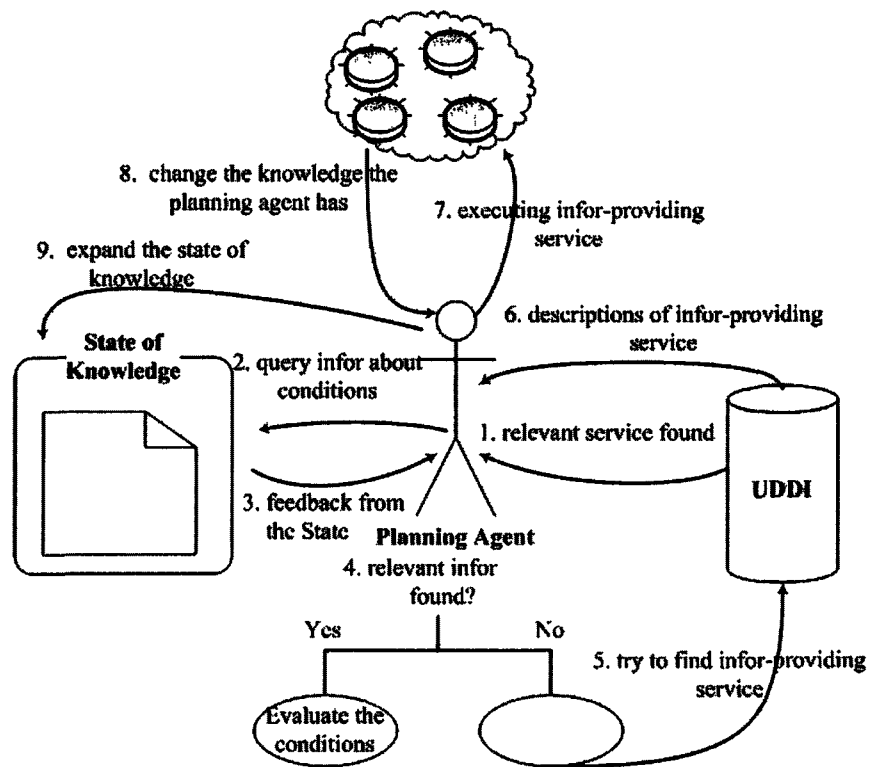 8. change the knowledge the
planning agent has
7. executing infor-providing
service
9. expand the state of
knowledge
6. descriptions of infor-providing
service
State of
Knowledge
2. query infor about
conditions
1. relevant service found
UDDI
3. feedback from
the State
Planning Agent
4. relevant infor
found?
Yes
No
5. try to find infor-providing
service
Evaluate the
conditions